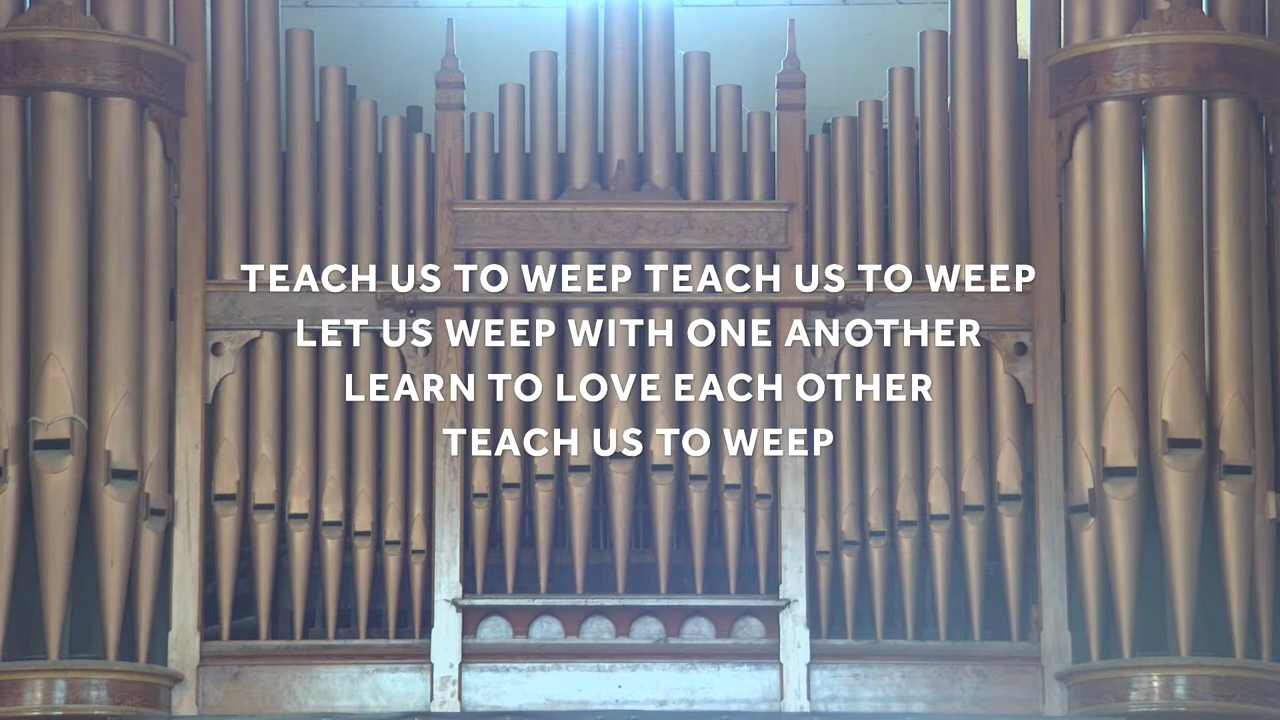 TEACH US TO WEEP TEACH US TO WEEP
LET US WEEP WITH ONE ANOTHER
LEARN TO LOVE EACH OTHER
TEACH US TO WEEP